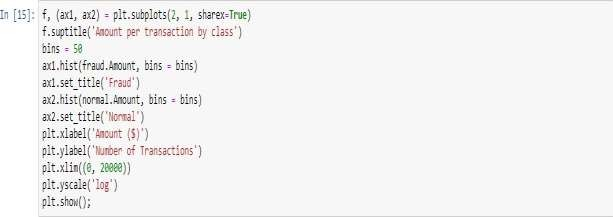 In [15]: f, (ax1, ax2) = plt.subplots(2, 1, sharex=True)
f.suptitle('Amount per transaction by class')
bins = 50
ax1.hist(fraud.Amount, bins = bins)
ax1.set_title('Fraud')
ax2.hist(normal.Amount, bins = bins)
ax2.set_title('Normal')
plt.xlabel('Amount ($)')
plt.ylabel('Number of Transactions')
plt.xlim((0, 20000))
plt.yscale('log')
plt.show();